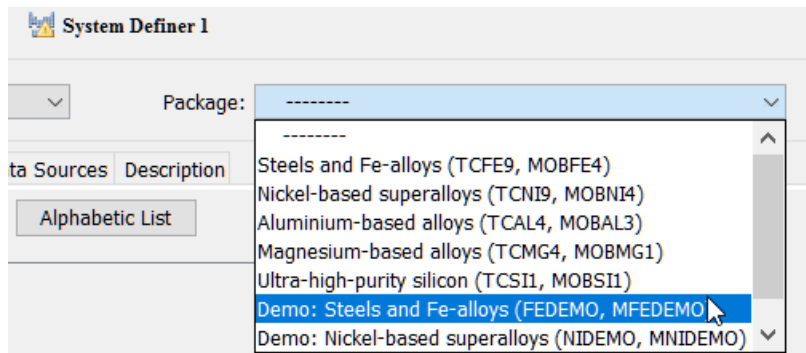 System Definer 1
Package: --------
--------
ta Sources Description
Steels and Fe-alloys (TCFE9, MOBFE4)
Nickel-based superalloys (TCNI9, MOBNI4)
Alphabetic List
Aluminium-based alloys (TCAL4, MOBAL3)
Magnesium-based alloys (TCMG4, MOBMG1)
Ultra-high-purity silicon (TCSI1, MOBSI1)
Demo: Steels and Fe-alloys (FEDEMO, MFEDEMO)
Demo: Nickel-based superalloys (NIDEMO, MNIDEMO)